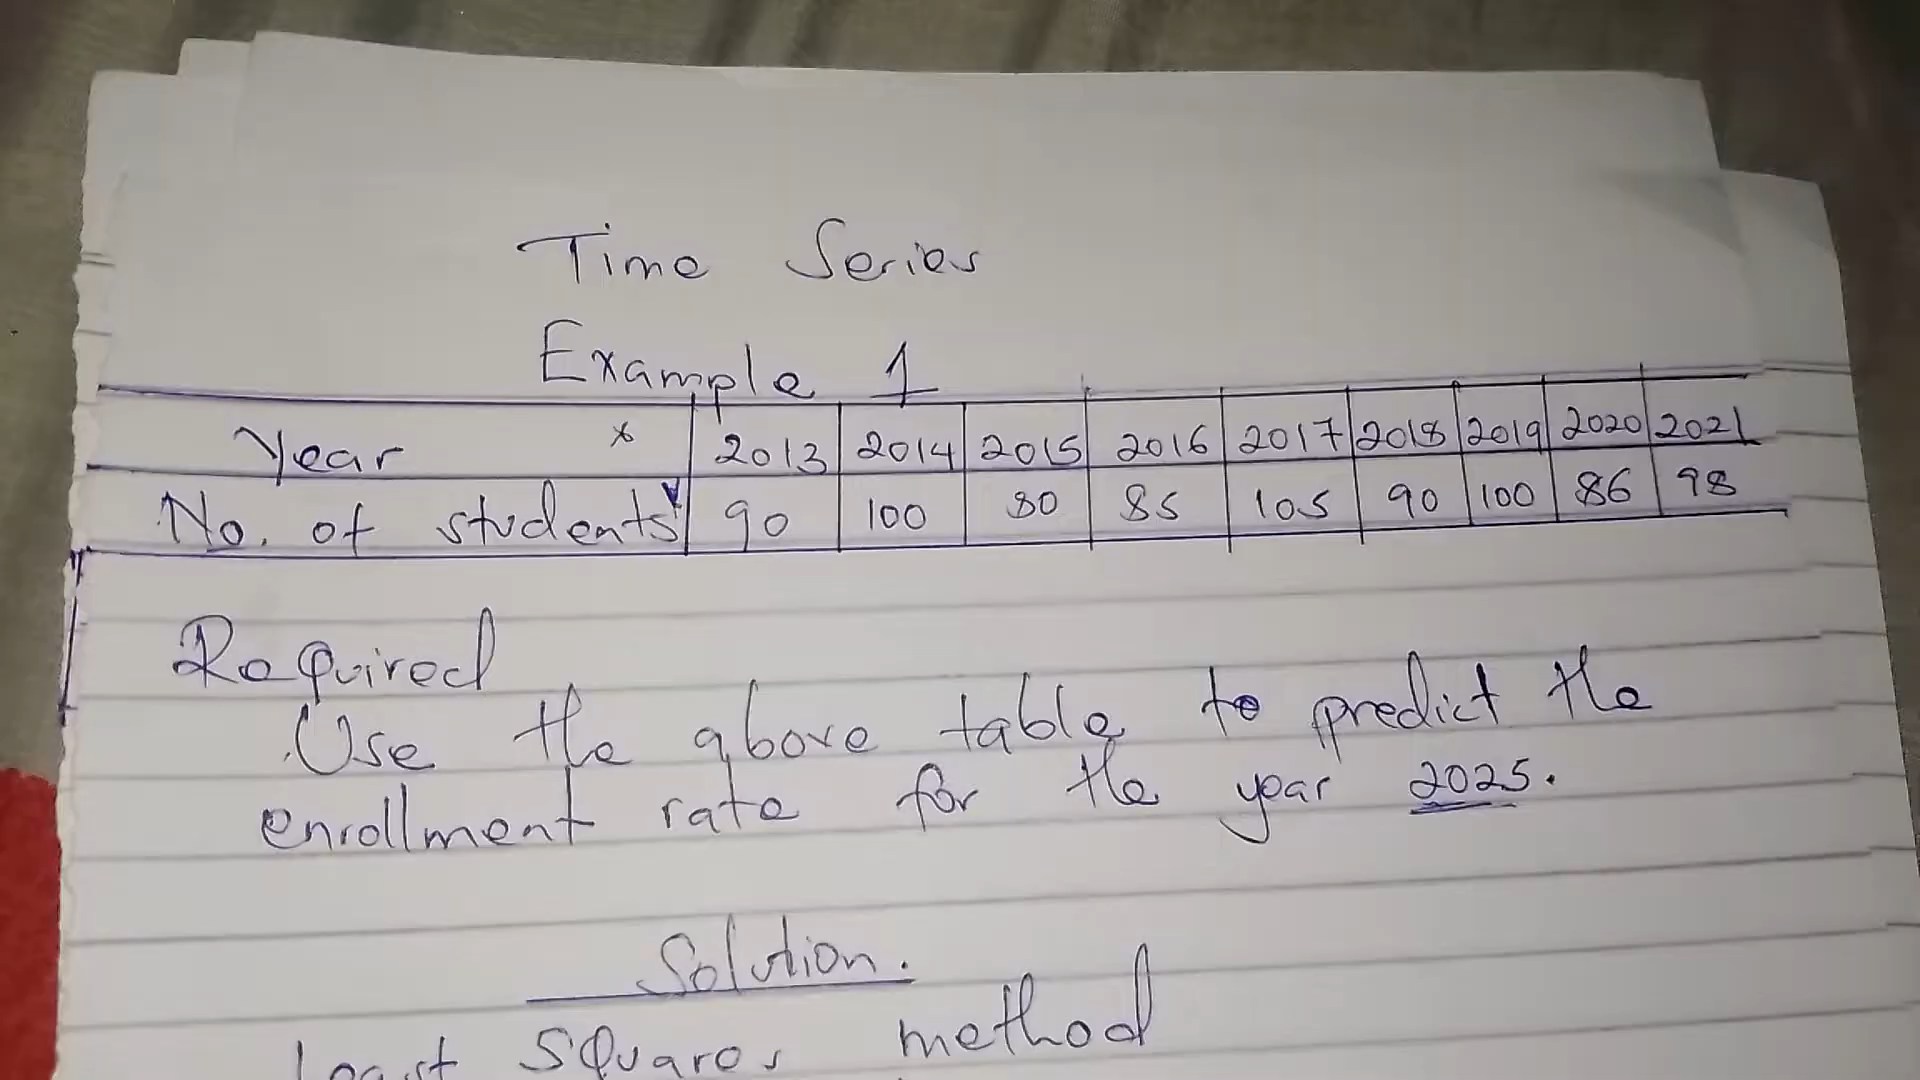 Time Series
Example 1
Year x 2013 2014 2015 2016 2017 2018 2019 2020 2021
No. of students Y 90 100 80 85 105 90 100 86 98
Required
Use the above table to predict the
enrollment rate for the year 2025.
Solution.
Least Squares method